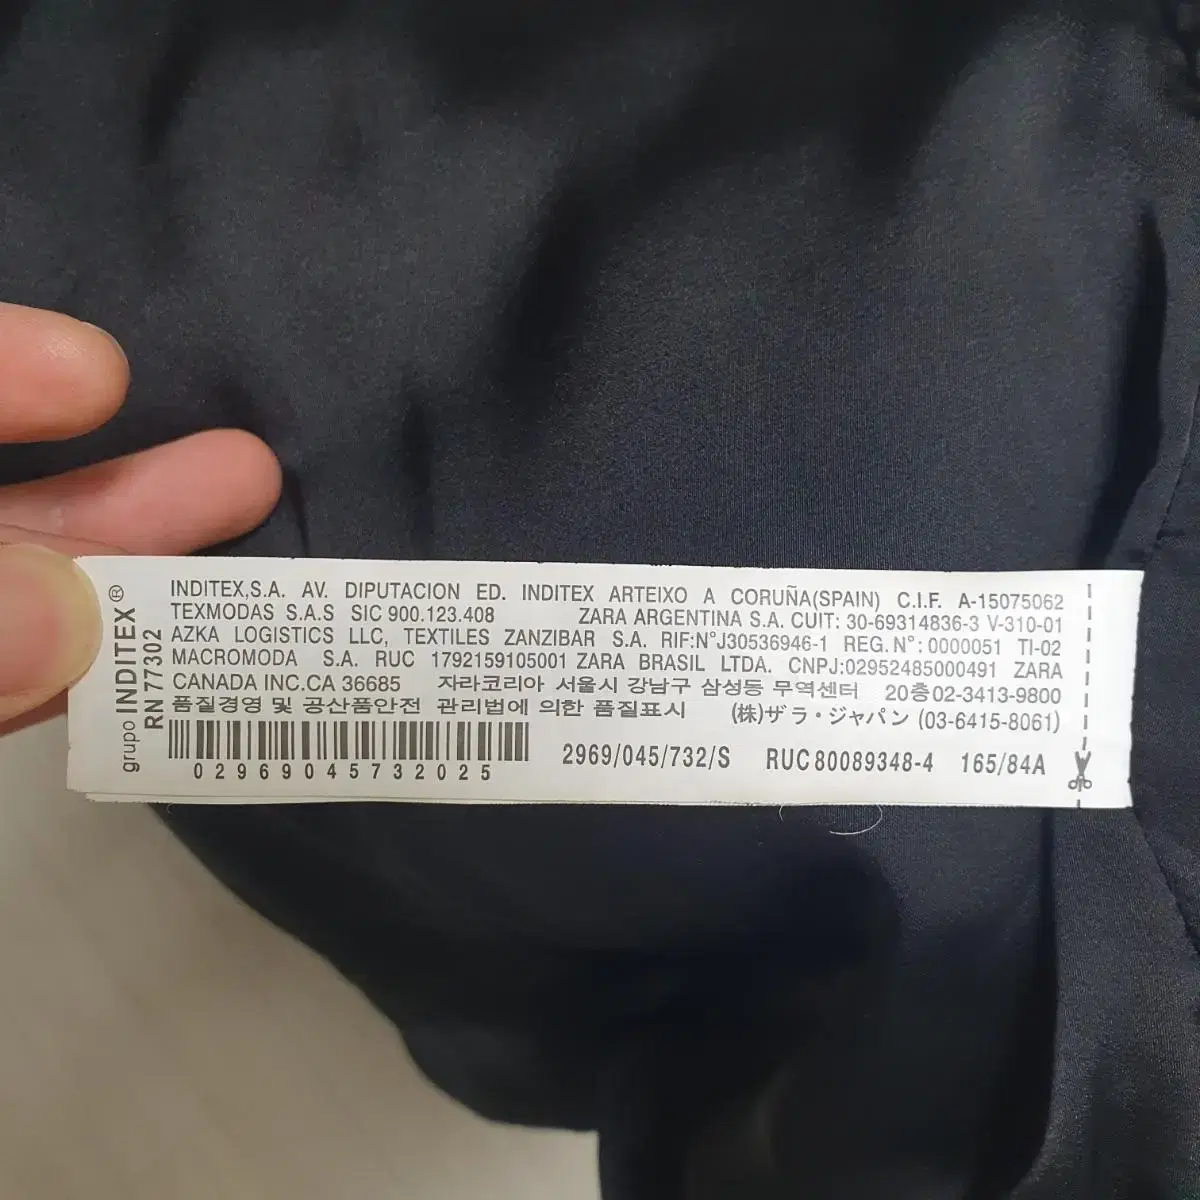 grupo INDITEX®
RN 77302
INDITEX,S.A. AV. DIPUTACION ED. INDITEX ARTEIXO A CORUÑA(SPAIN) C.I.F. A-15075062
TEXMODAS S.A.S SIC 900.123.408 ZARA ARGENTINA S.A. CUIT: 30-69314836-3 V-310-01
AZKA LOGISTICS LLC, TEXTILES ZANZIBAR S.A. RIF:N°J30536946-1 REG.N°: 0000051 TI-02
MACROMODA S.A. RUC 1792159105001 ZARA BRASIL LTDA. CNPJ:02952485000491 ZARA
CANADA INC.CA 36685 자라코리아 서울시 강남구 삼성등 무역센터 20층 02-3413-9800
품질경영 및 공산품안전 관리법에 의한 품질표시 (株)ザラ・ジャパン (03-6415-8061)
02969045732025 2969/045/732/S RUC 80089348-4 165/84A